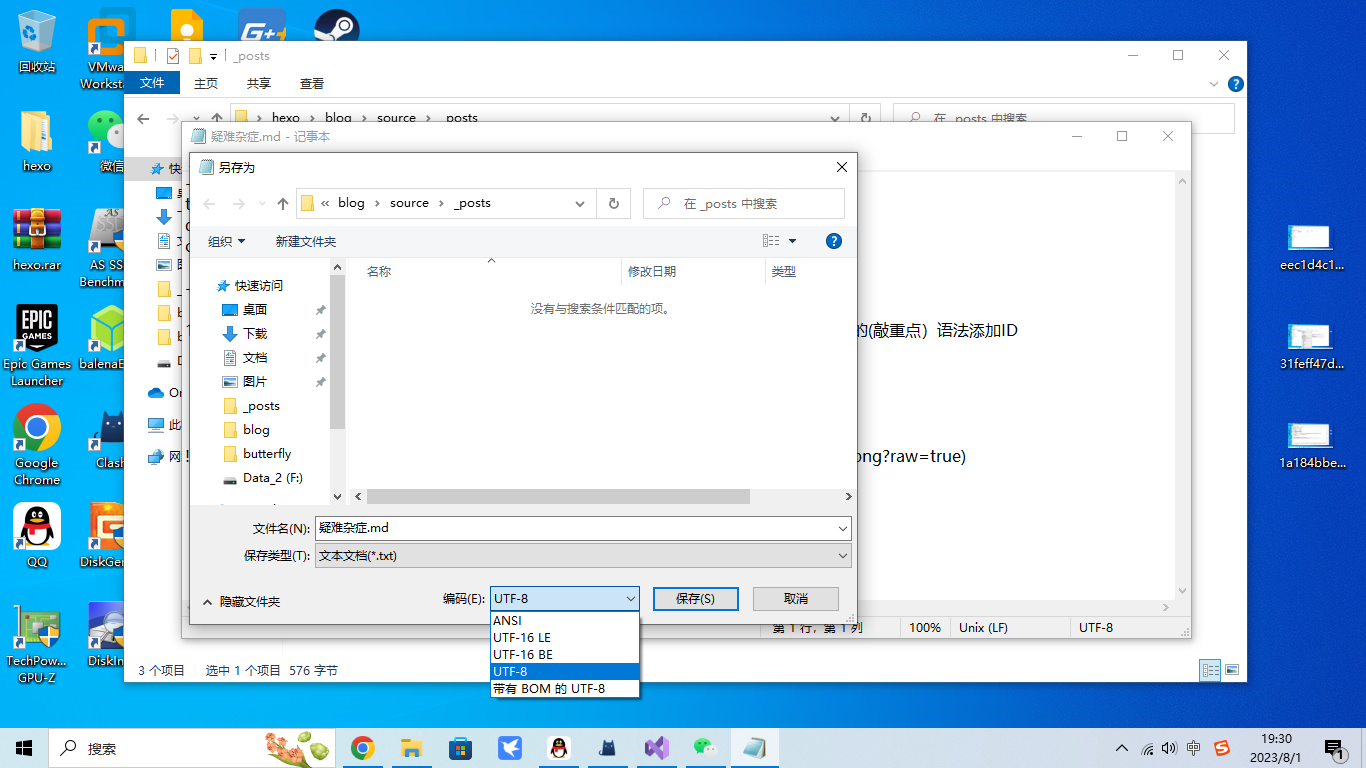 回收站
VMwa
Worksta
hexo
微信
hexo.rar
AS SS
Benchm
Epic Games
Launcher
balenaE
Google
Chrome
Clash
QQ
DiskGen
TechPow...
GPU-Z
DiskIn
eec1d4c1...
31feff47d...
1a184bbe...
_posts
文件
主页
共享
查看
hexo › blog › source › _posts
在 _posts 中搜索
疑难杂症.md - 记事本
另存为
« blog › source › _posts
在 _posts 中搜索
组织
新建文件夹
快速访问
桌面
下载
文档
图片
_posts
blog
butterfly
Data_2 (F:)
名称
修改日期
类型
没有与搜索条件匹配的项。
的(敲重点）语法添加ID
png?raw=true)
文件名(N):
疑难杂症.md
保存类型(T):
文本文档(*.txt)
隐藏文件夹
编码(E):
UTF-8
保存(S)
取消
ANSI
UTF-16 LE
UTF-16 BE
UTF-8
带有 BOM 的 UTF-8
第 1 行，第 1 列
100%
Unix (LF)
UTF-8
3 个项目
选中 1 个项目 576 字节
搜索
中
19:30
2023/8/1
1